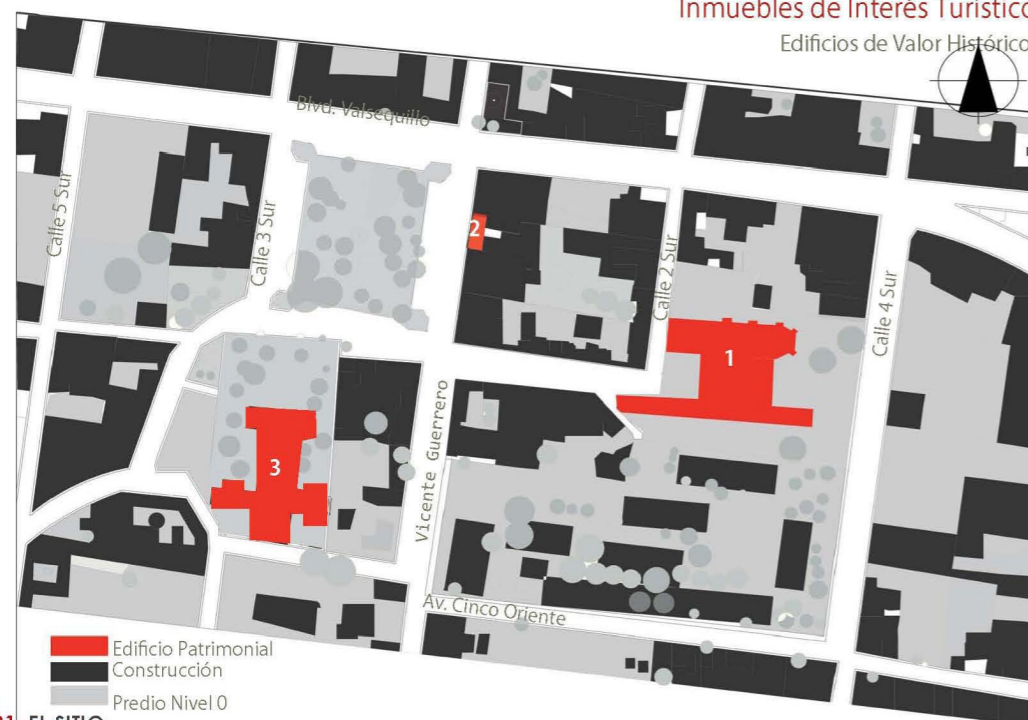 Inmuebles de Interés Turístico
Edificios de Valor Histórico
Blvd. Valsequillo
Calle 5 Sur
Calle 3 Sur
2
Calle 2 Sur
Calle 4 Sur
1
Vicente Guerrero
3
Av. Cinco Oriente
Edificio Patrimonial
Construcción
Predio Nivel 0
01 EL SITIO